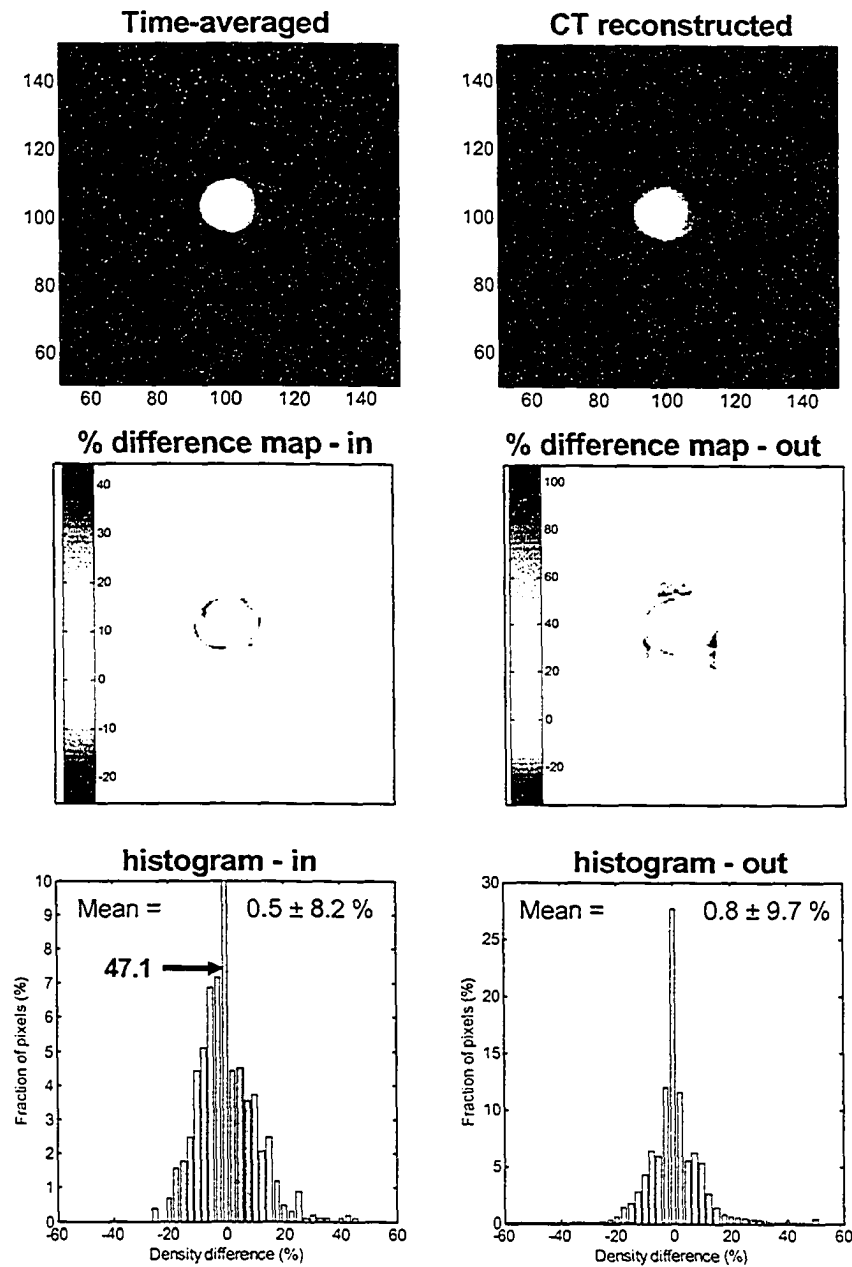 Time-averaged
CT reconstructed
140
120
100
80
60
60 80 100 120 140
140
120
100
80
60
60 80 100 120 140
% difference map - in
% difference map - out
40
30
20
10
0
-10
-20
100
80
60
40
20
0
-20
histogram - in
histogram - out
Mean = 0.5 ± 8.2 %
47.1
Fraction of pixels (%)
10
9
8
7
6
5
4
3
2
1
0
-60 -40 -20 0 20 40 60
Density difference (%)
Mean = 0.8 ± 9.7 %
Fraction of pixels (%)
30
25
20
15
10
5
0
-60 -40 -20 0 20 40 60
Density difference (%)